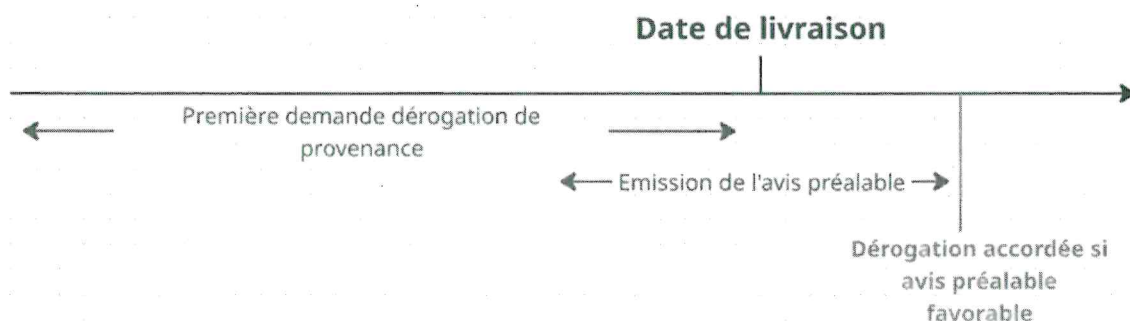 Date de livraison
Première demande dérogation de
provenance
Emission de l'avis préalable
Dérogation accordée si
avis préalable
favorable